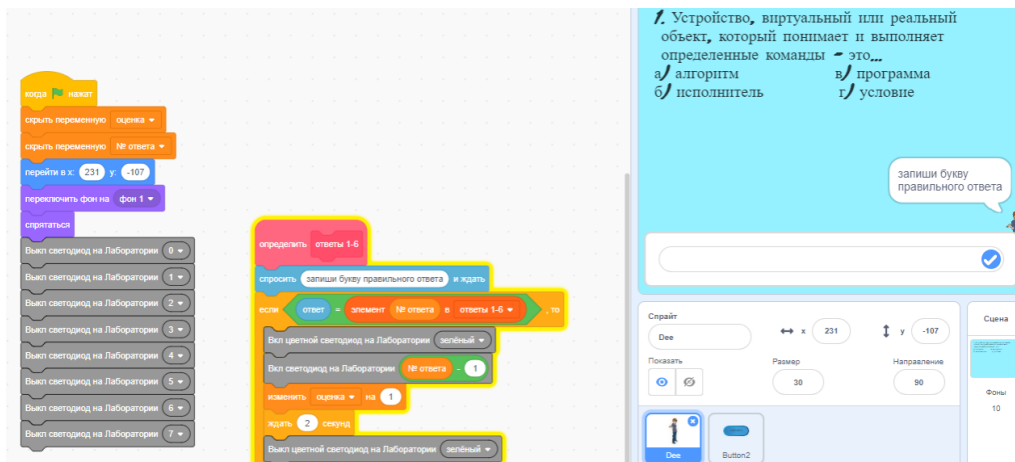 когда нажат
скрыть переменную оценка
скрыть переменную № ответа
перейти в x: 231 y: -107
переключить фон на фон 1
спрятаться
Выкл светодиод на Лаборатории 0
Выкл светодиод на Лаборатории 1
Выкл светодиод на Лаборатории 2
Выкл светодиод на Лаборатории 3
Выкл светодиод на Лаборатории 4
Выкл светодиод на Лаборатории 5
Выкл светодиод на Лаборатории 6
Выкл светодиод на Лаборатории 7
определить ответы 1-6
спросить запиши букву правильного ответа и ждать
если ответ = элемент № ответа в ответы 1-6 , то
Вкл цветной светодиод на Лаборатории зелёный
Вкл светодиод на Лаборатории № ответа - 1
изменить оценка на 1
ждать 2 секунд
Выкл цветной светодиод на Лаборатории зелёный
1. Устройство, виртуальный или реальный
объект, который понимает и выполняет
определенные команды - это...
а) алгоритм в) программа
б) исполнитель г) условие
запиши букву
правильного ответа
Спрайт
Dee
x 231
y -107
Показать
Размер
30
Направление
90
Dee
Button2
Сцена
Фоны
10